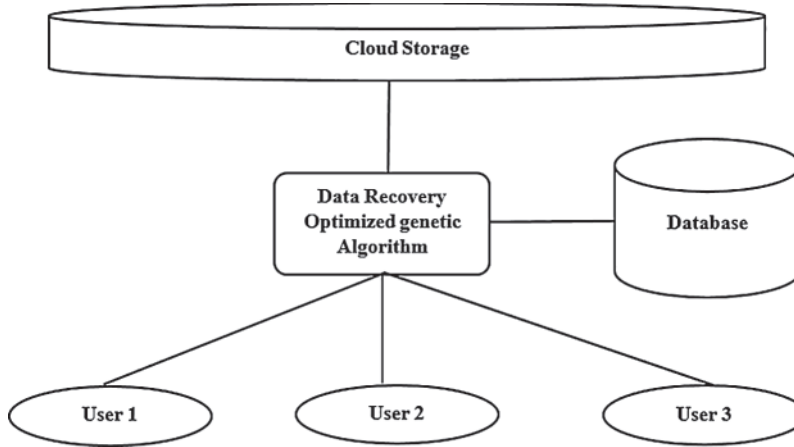 Cloud Storage
Data Recovery
Optimized genetic
Algorithm
Database
User 1
User 2
User 3